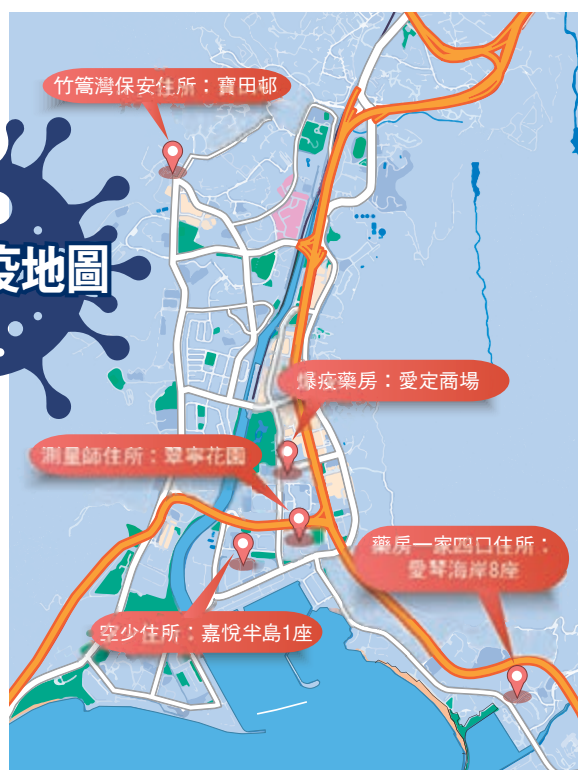 竹篙灣保安住所：寶田邨
疫地圖
爆疫藥房：愛定商場
測量師住所：翠寧花園
藥房一家四口住所：
愛琴海岸8座
空少住所：嘉悅半島1座